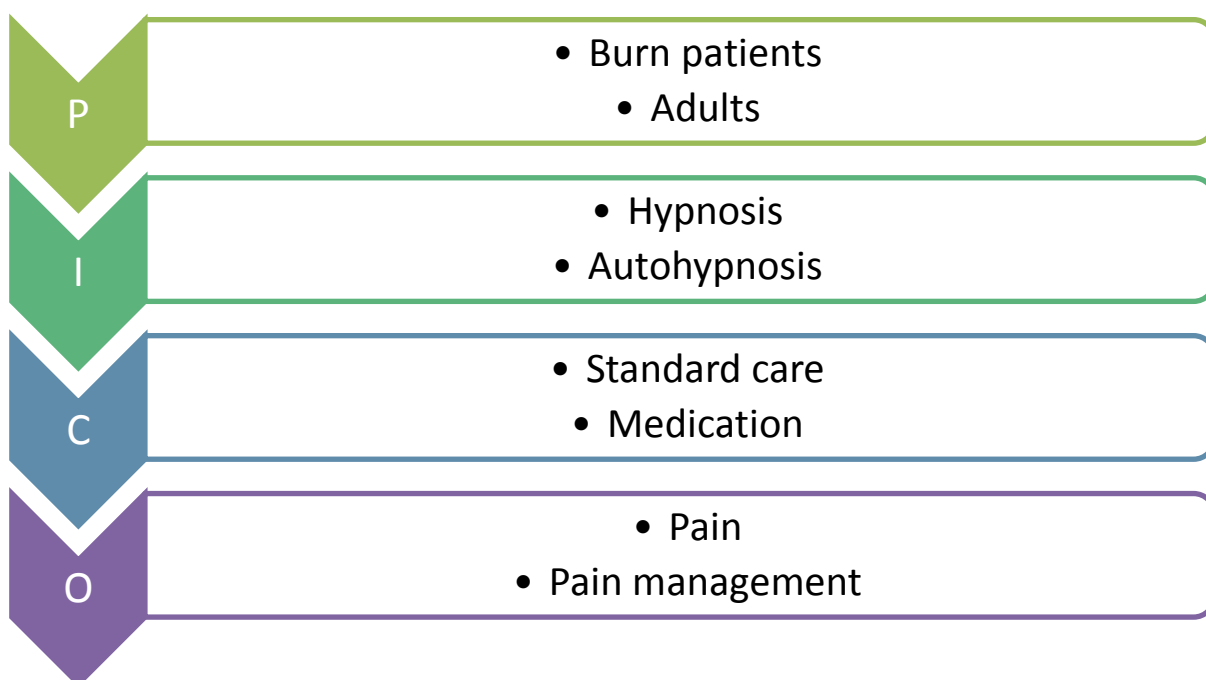 P
• Burn patients
• Adults
I
• Hypnosis
• Autohypnosis
C
• Standard care
• Medication
O
• Pain
• Pain management